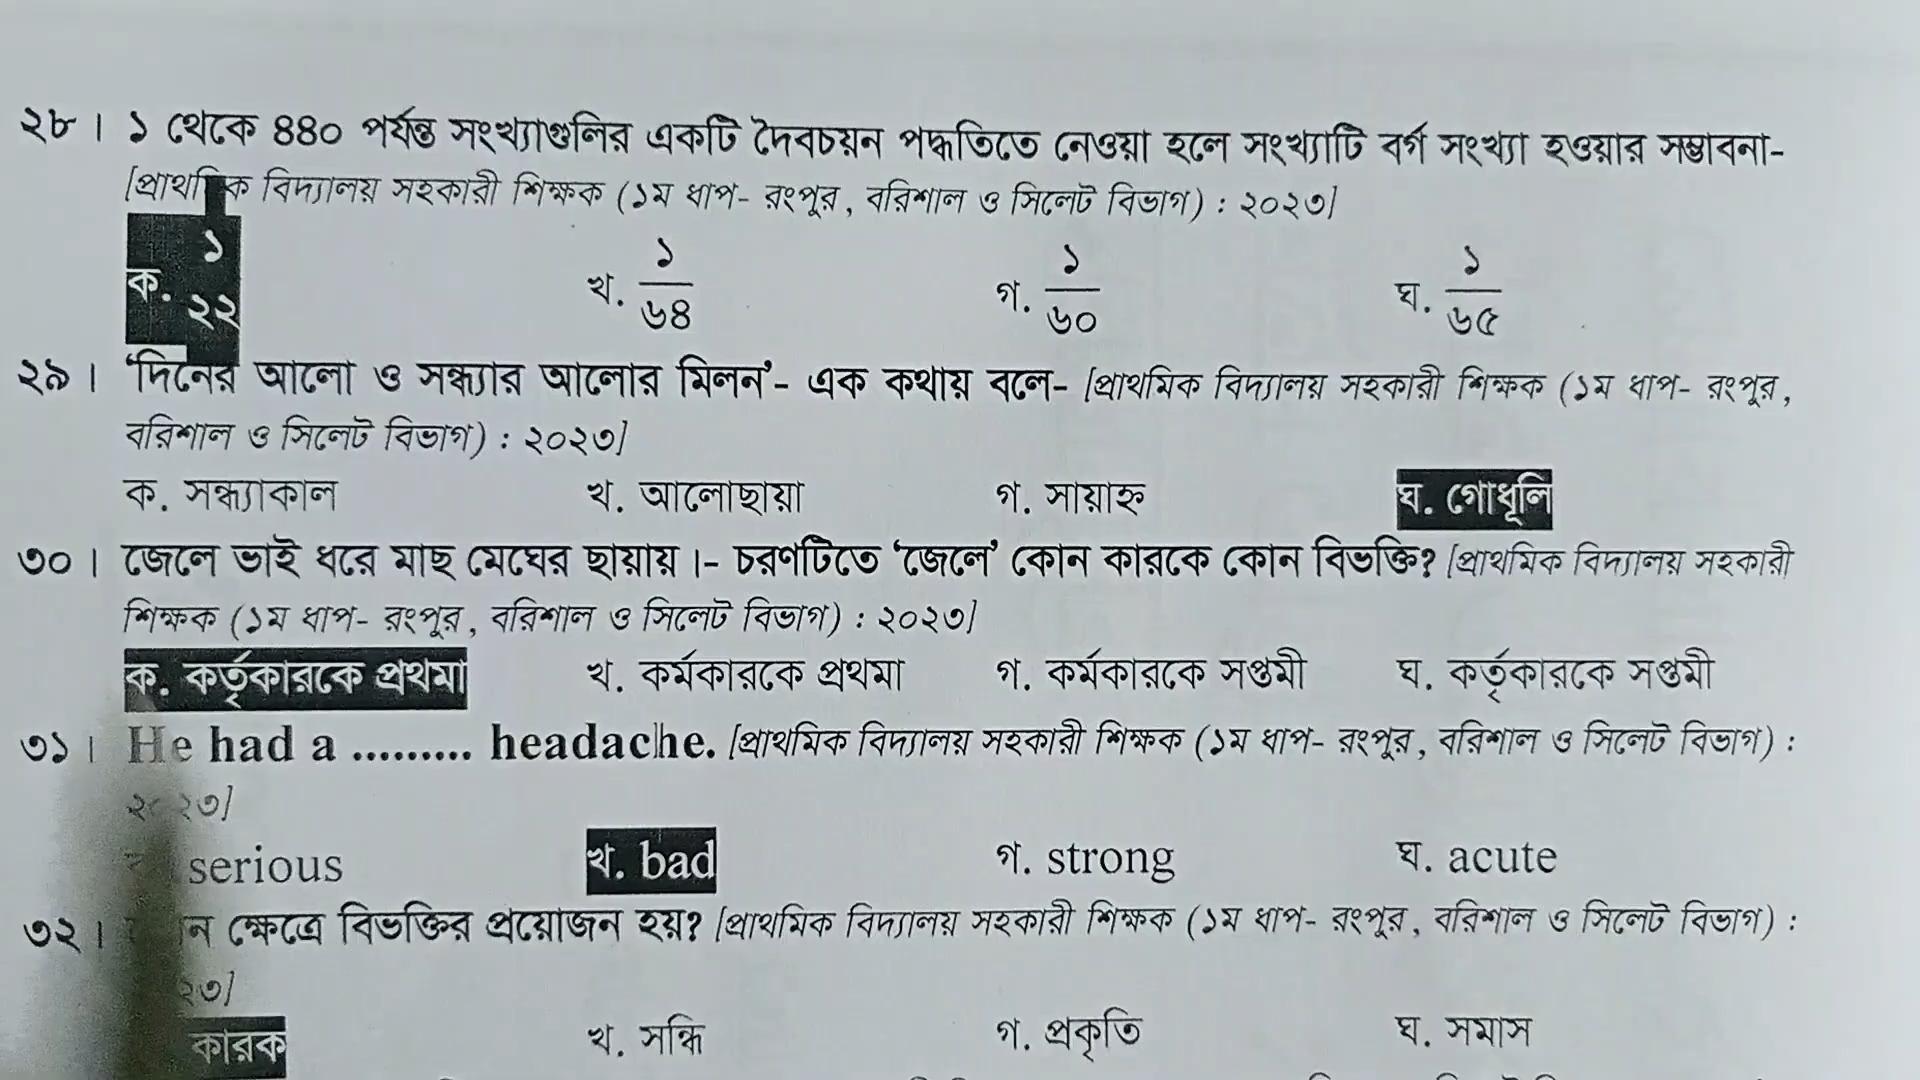 ২৮। ১ থেকে ৪৪০ পর্যন্ত সংখ্যাগুলির একটি দৈবচয়ন পদ্ধতিতে নেওয়া হলে সংখ্যাটি বর্গ সংখ্যা হওয়ার সম্ভাবনা-
[প্রাথমিক বিদ্যালয় সহকারী শিক্ষক (১ম ধাপ- রংপুর, বরিশাল ও সিলেট বিভাগ) : ২০২৩]
ক. ১/২২ খ. ১/৬৪ গ. ১/৬০ ঘ. ১/৬৫
২৯। ‘দিনের আলো ও সন্ধ্যার আলোর মিলন’- এক কথায় বলে- [প্রাথমিক বিদ্যালয় সহকারী শিক্ষক (১ম ধাপ- রংপুর,
বরিশাল ও সিলেট বিভাগ) : ২০২৩]
ক. সন্ধ্যাকাল খ. আলোছায়া গ. সায়াহ্ন ঘ. গোধূলি
৩০। জেলে ভাই ধরে মাছ মেঘের ছায়ায়।- চরণটিতে ‘জেলে’ কোন কারকে কোন বিভক্তি? [প্রাথমিক বিদ্যালয় সহকারী
শিক্ষক (১ম ধাপ- রংপুর, বরিশাল ও সিলেট বিভাগ) : ২০২৩]
ক. কর্তৃকারকে প্রথমা খ. কর্মকারকে প্রথমা গ. কর্মকারকে সপ্তমী ঘ. কর্তৃকারকে সপ্তমী
৩১। He had a ......... headache. [প্রাথমিক বিদ্যালয় সহকারী শিক্ষক (১ম ধাপ- রংপুর, বরিশাল ও সিলেট বিভাগ) :
২০২৩]
serious খ. bad গ. strong ঘ. acute
৩২। ক্ষেত্রে বিভক্তির প্রয়োজন হয়? [প্রাথমিক বিদ্যালয় সহকারী শিক্ষক (১ম ধাপ- রংপুর, বরিশাল ও সিলেট বিভাগ) :
২৩]
কারক খ. সন্ধি গ. প্রকৃতি ঘ. সমাস